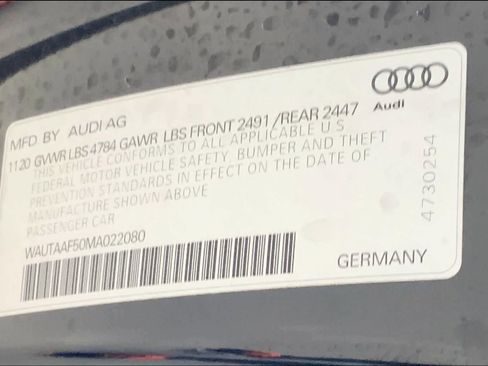 Audi
MFD BY AUDI AG
1120 GVWR LBS 4784 GAWR LBS FRONT 2491 /REAR 2447
THIS VEHICLE CONFORMS TO ALL APPLICABLE U S
FEDERAL MOTOR VEHICLE SAFETY, BUMPER AND THEFT
PREVENTION STANDARDS IN EFFECT ON THE DATE OF
MANUFACTURE SHOWN ABOVE
PASSENGER CAR
WAUTAAF50MA022080
GERMANY
4730254